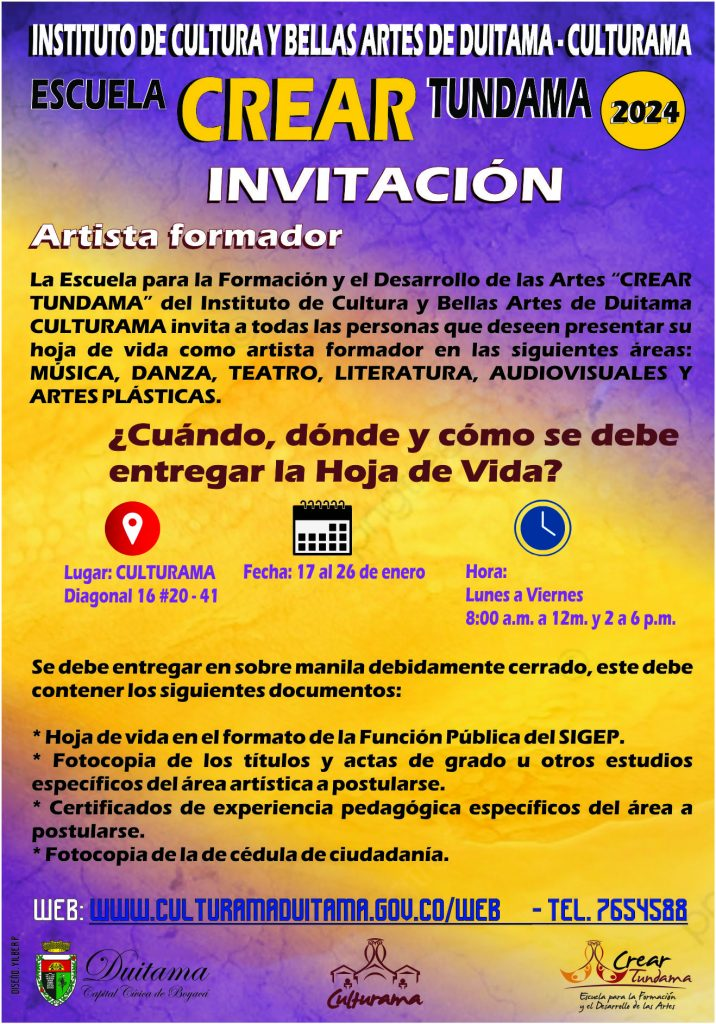 INSTITUTO DE CULTURA Y BELLAS ARTES DE DUITAMA - CULTURAMA
ESCUELA CREAR TUNDAMA 2024
INVITACIÓN
Artista formador
La Escuela para la Formación y el Desarrollo de las Artes “CREAR
TUNDAMA” del Instituto de Cultura y Bellas Artes de Duitama
CULTURAMA invita a todas las personas que deseen presentar su
hoja de vida como artista formador en las siguientes áreas:
MÚSICA, DANZA, TEATRO, LITERATURA, AUDIOVISUALES Y
ARTES PLÁSTICAS.
¿Cuándo, dónde y cómo se debe
entregar la Hoja de Vida?
Lugar: CULTURAMA
Diagonal 16 #20 - 41
Fecha: 17 al 26 de enero
Hora:
Lunes a Viernes
8:00 a.m. a 12m. y 2 a 6 p.m.
Se debe entregar en sobre manila debidamente cerrado, este debe
contener los siguientes documentos:
* Hoja de vida en el formato de la Función Pública del SIGEP.
* Fotocopia de los títulos y actas de grado u otros estudios
específicos del área artística a postularse.
* Certificados de experiencia pedagógica específicos del área a
postularse.
* Fotocopia de la de cédula de ciudadanía.
WEB: WWW.CULTURAMADUITAMA.GOV.CO/WEB - TEL. 7654588
DISEÑO YILBER P.
Duitama
Capital Cívica de Boyacá
Culturama
Crear
Tundama
Escuela para la Formación
y el Desarrollo de las Artes